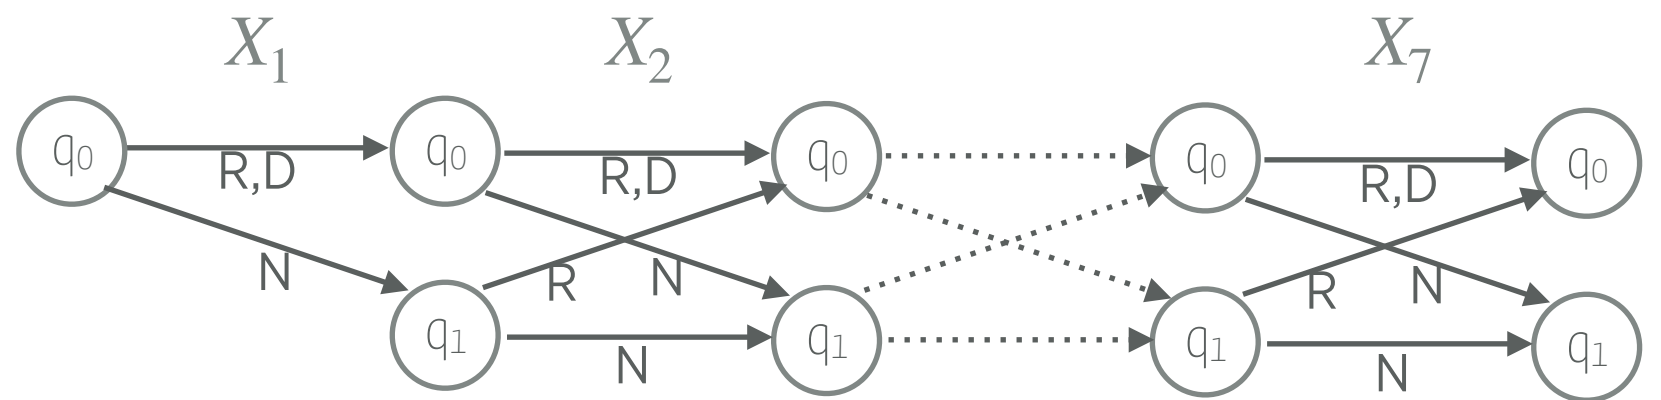 X1 X2 X7
q0 q0 q0 q0 q0
R,D R,D R,D
N R N R N
q1 q1 q1 q1
N N